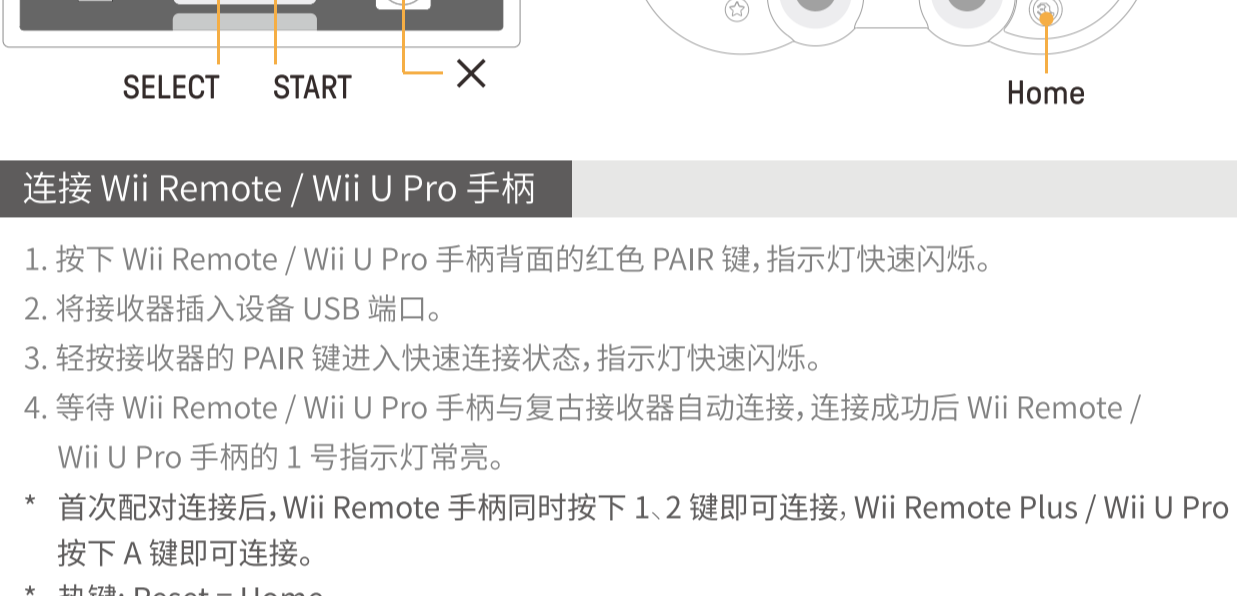 SELECT START ×
Home
连接 Wii Remote / Wii U Pro 手柄
1. 按下 Wii Remote / Wii U Pro 手柄背面的红色 PAIR 键，指示灯快速闪烁。
2. 将接收器插入设备 USB 端口。
3. 轻按接收器的 PAIR 键进入快速连接状态，指示灯快速闪烁。
4. 等待 Wii Remote / Wii U Pro 手柄与复古接收器自动连接，连接成功后 Wii Remote /
Wii U Pro 手柄的 1 号指示灯常亮。
* 首次配对连接后，Wii Remote 手柄同时按下 1、2 键即可连接，Wii Remote Plus / Wii U Pro
按下 A 键即可连接。
* 热键: Reset = Home